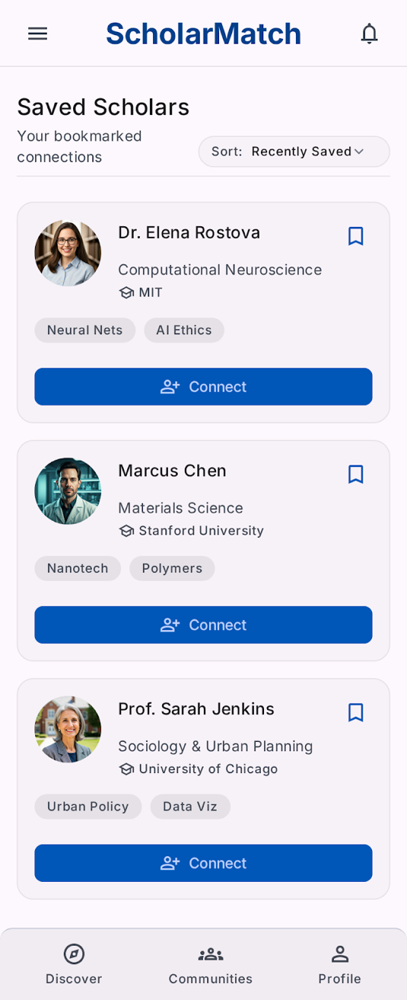 ScholarMatch
Saved Scholars
Your bookmarked
connections
Sort: Recently Saved
Dr. Elena Rostova
Computational Neuroscience
MIT
Neural Nets
AI Ethics
Connect
Marcus Chen
Materials Science
Stanford University
Nanotech
Polymers
Connect
Prof. Sarah Jenkins
Sociology & Urban Planning
University of Chicago
Urban Policy
Data Viz
Connect
Discover
Communities
Profile